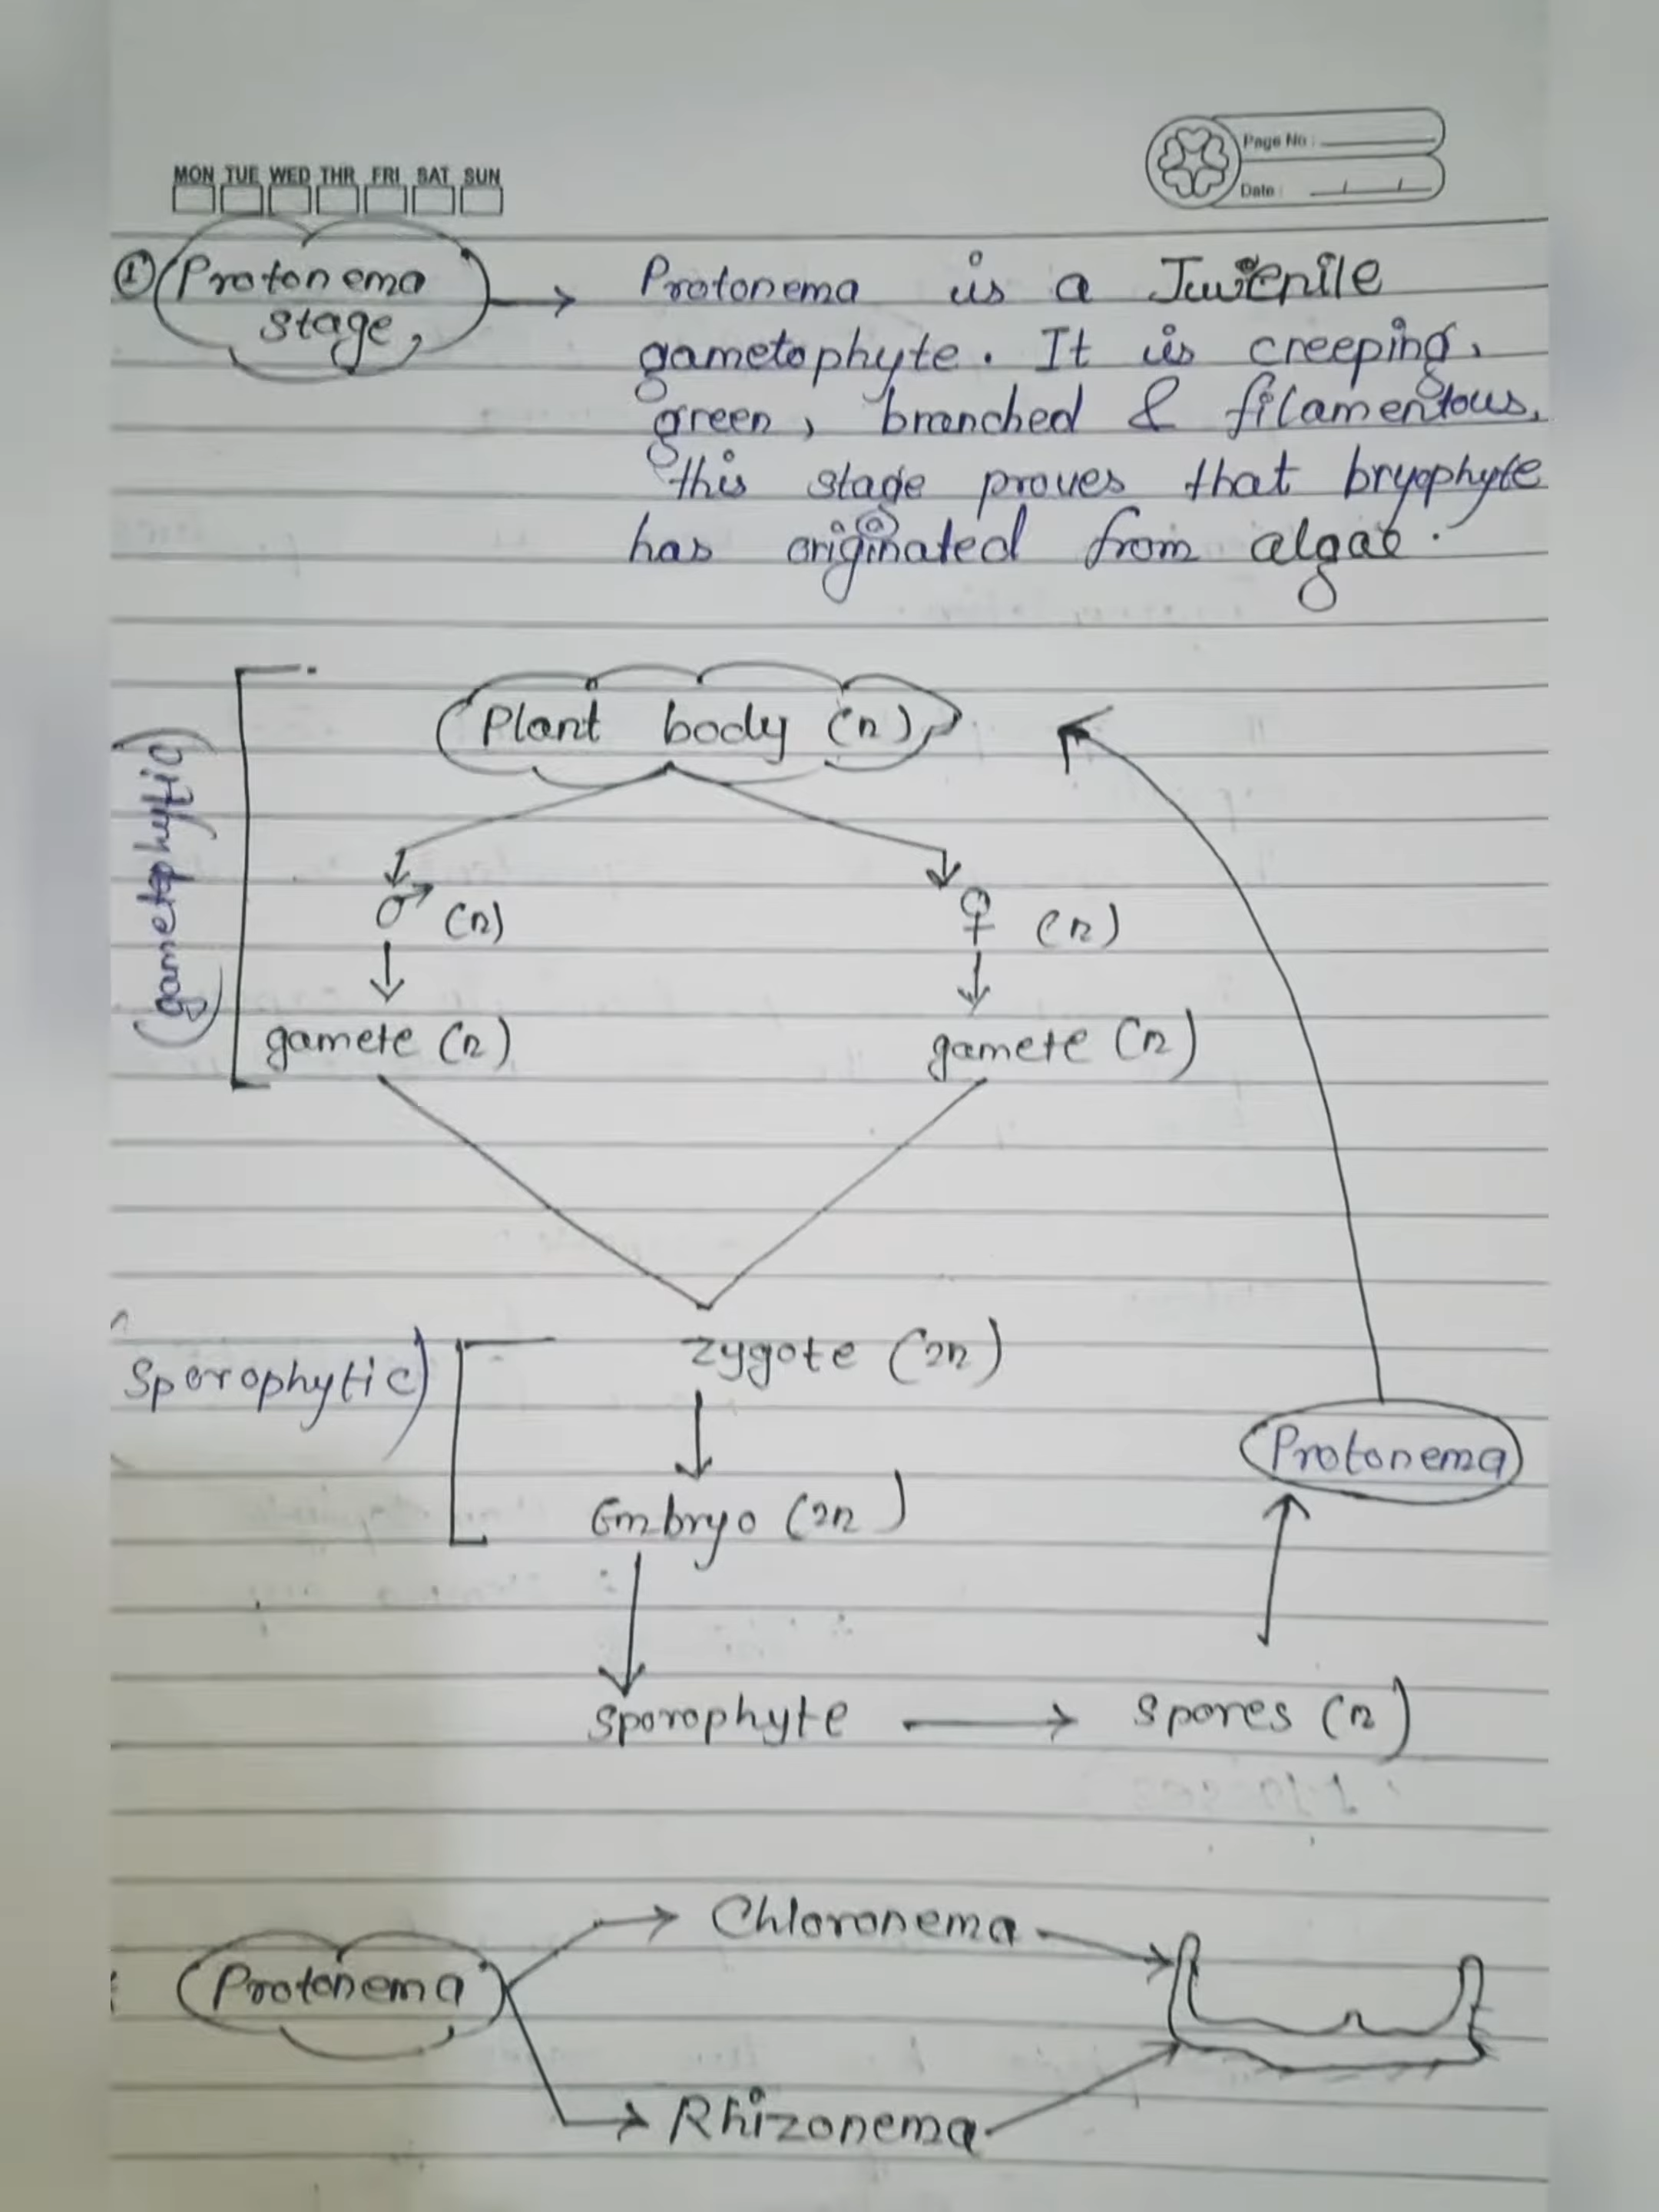 MON TUE WED THR FRI SAT SUN
Page No :
Date : / /
① Protonema stage, → Protonema is a Juvenile
gametophyte. It is creeping,
green, branched & filamentous.
this stage proves that bryophyte
has originated from algae.
Plant body (n)
(gametophytic)
♂ (n) ♀ (n)
gamete (n) gamete (n)
Sporophytic) zygote (2n)
Protonema
Embryo (2n)
Sporophyte → spores (n)
Chloronema
Protonema
Rhizonema